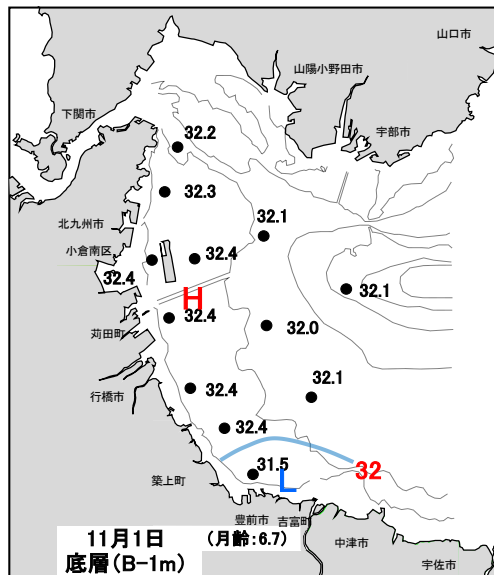 山口市
山陽小野田市
下関市
宇部市
32.2
32.3
北九州市
32.1
小倉南区
32.4
32.4
32.1
H
32.4
苅田町
32.0
32.4
行橋市
32.1
32.4
31.5
32
L
築上町
豊前市
吉富町
11月1日 (月齢:6.7)
底層(B-1m)
中津市
宇佐市